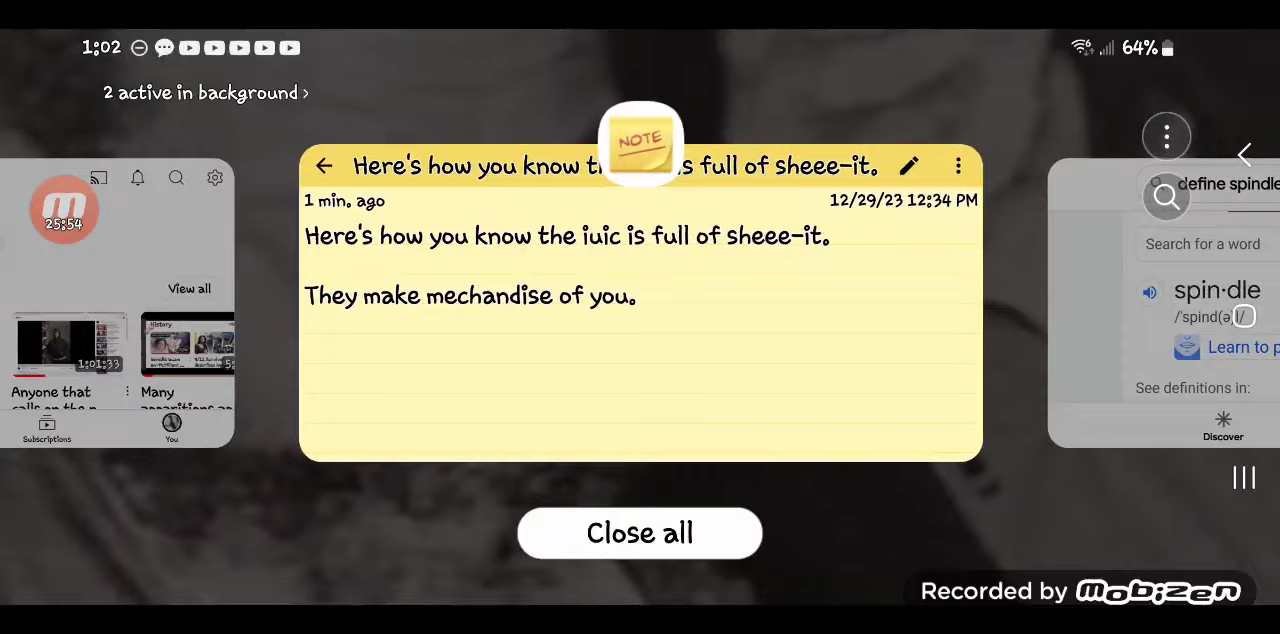 1:02
64%
2 active in background >
25:54
View all
1:01:33
History
Anyone that
Many
Subscriptions
You
NOTE
Here's how you know th s full of sheee-it.
1 min. ago
12/29/23 12:34 PM
Here's how you know the iuic is full of sheee-it.
They make mechandise of you.
define spindle
Search for a word
spin·dle
/ˈspind(ə)l/
Learn to p
See definitions in:
Discover
Close all
Recorded by mobizen